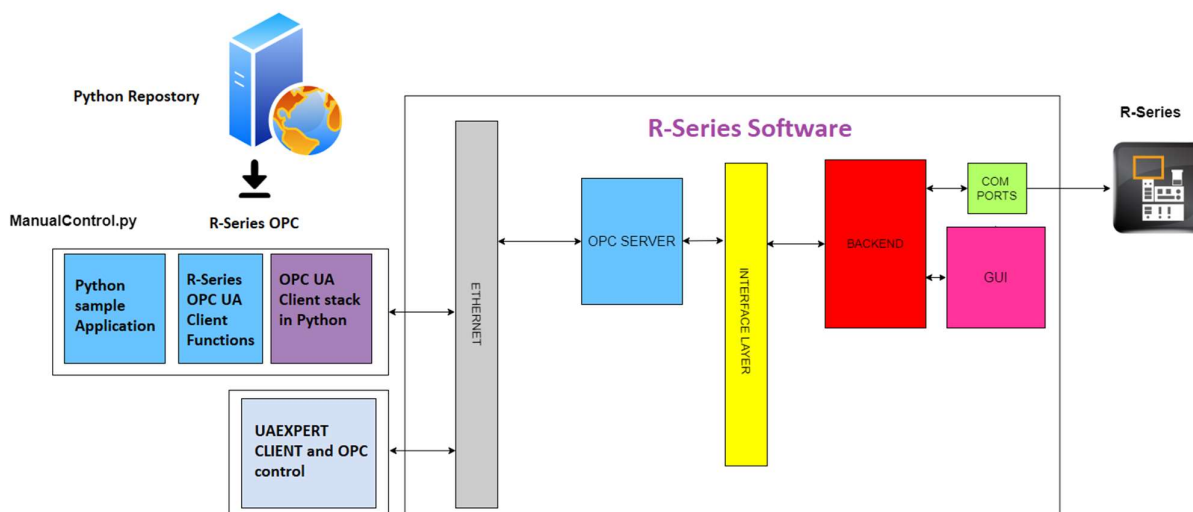 Python Repostory
R-Series Software
R-Series
ManualControl.py
R-Series OPC
Python
sample
Application
R-Series
OPC UA
Client
Functions
OPC UA
Client stack
in Python
UAEXPERT
CLIENT and OPC
control
ETHERNET
OPC SERVER
INTERFACE LAYER
BACKEND
COM
PORTS
GUI